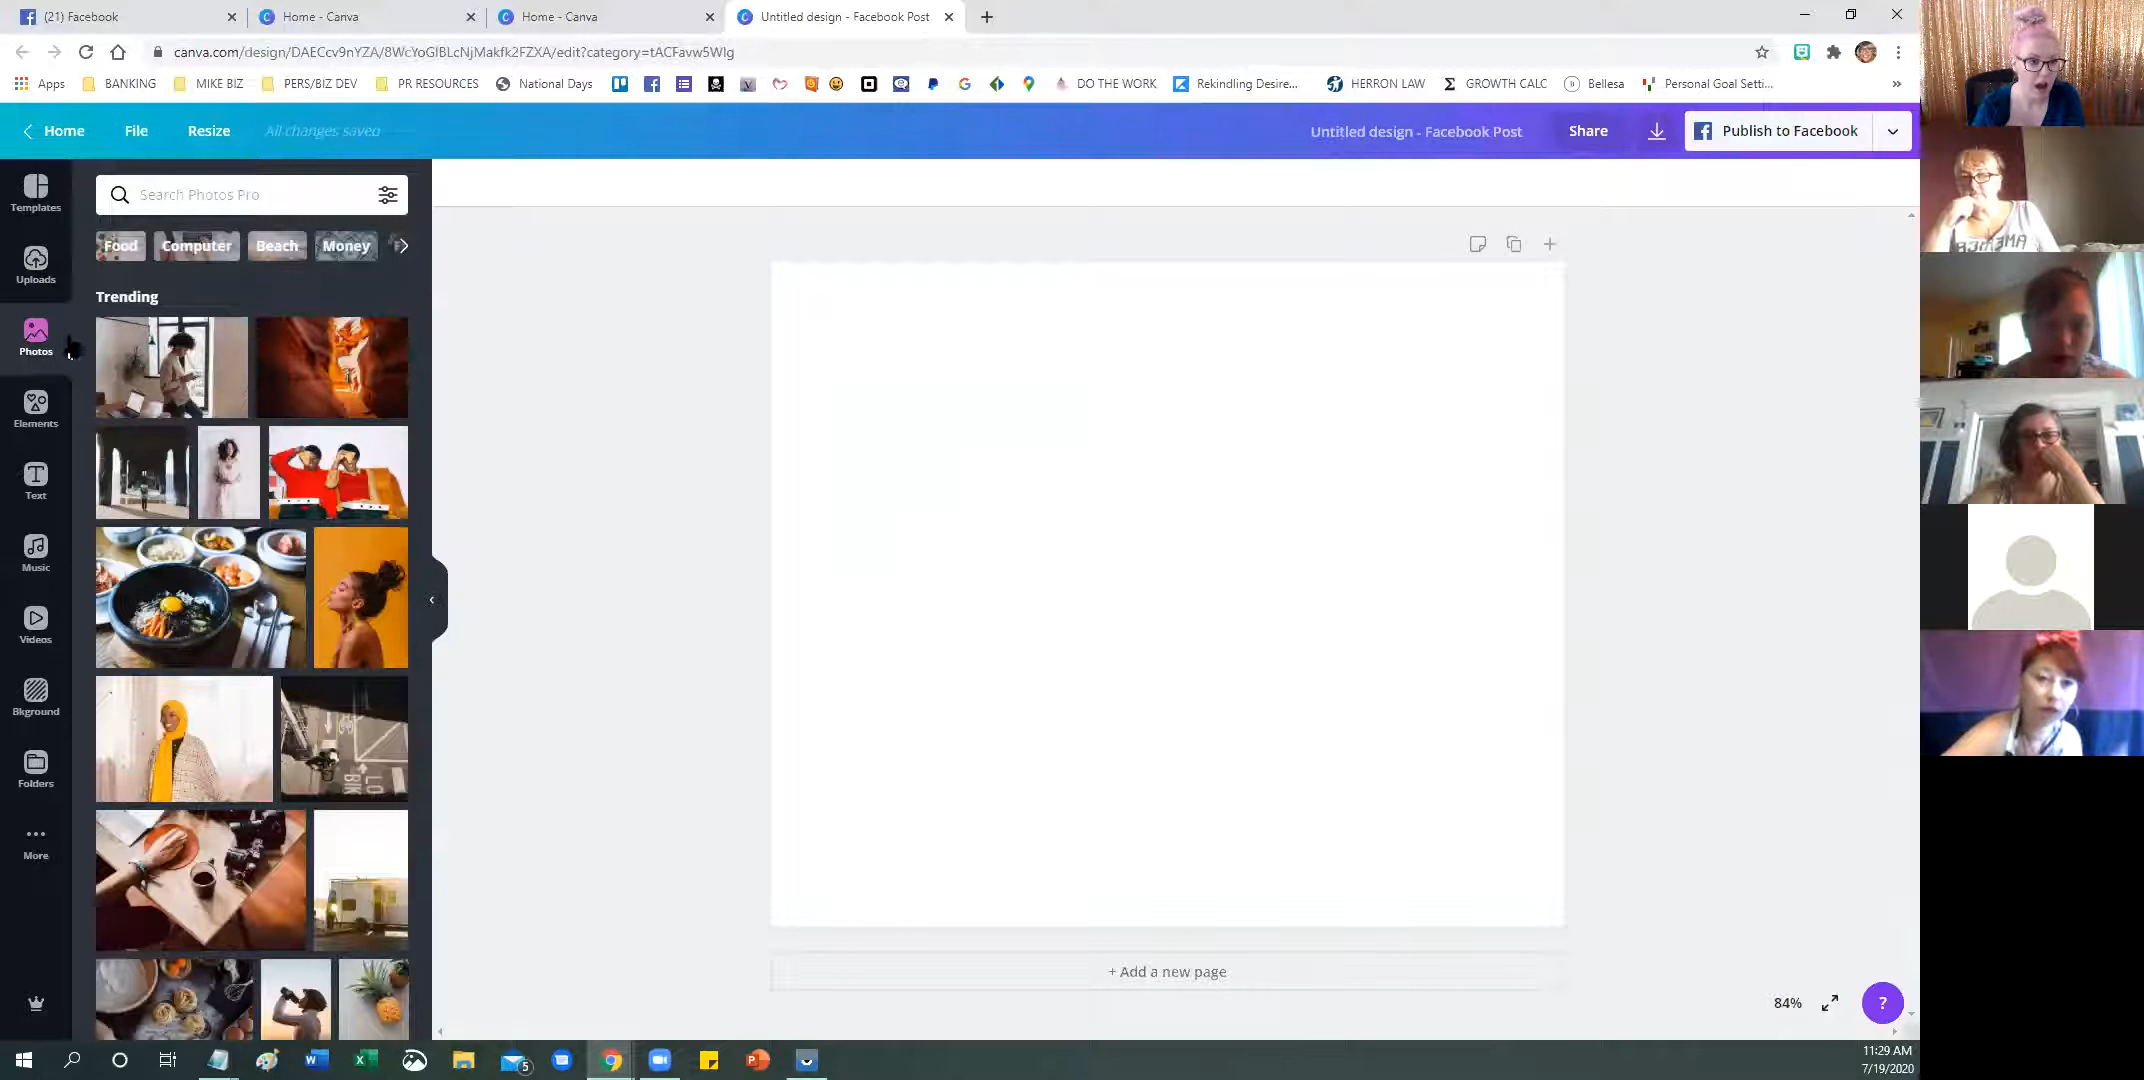 (21) Facebook
Home - Canva
Home - Canva
Untitled design - Facebook Post
canva.com/design/DAECcv9nYZA/8WcYoGlBLcNjMakfk2FZXA/edit?category=tACFavw5WIg
Apps
BANKING
MIKE BIZ
PERS/BIZ DEV
PR RESOURCES
National Days
DO THE WORK
Rekindling Desire...
HERRON LAW
GROWTH CALC
Bellesa
Personal Goal Setti...
Home
File
Resize
All changes saved
Untitled design - Facebook Post
Share
Publish to Facebook
Templates
Uploads
Photos
Elements
Text
Music
Videos
Bkground
Folders
More
Search Photos Pro
Food
Computer
Beach
Money
Trending
+ Add a new page
84%
?
5
11:29 AM
7/19/2020